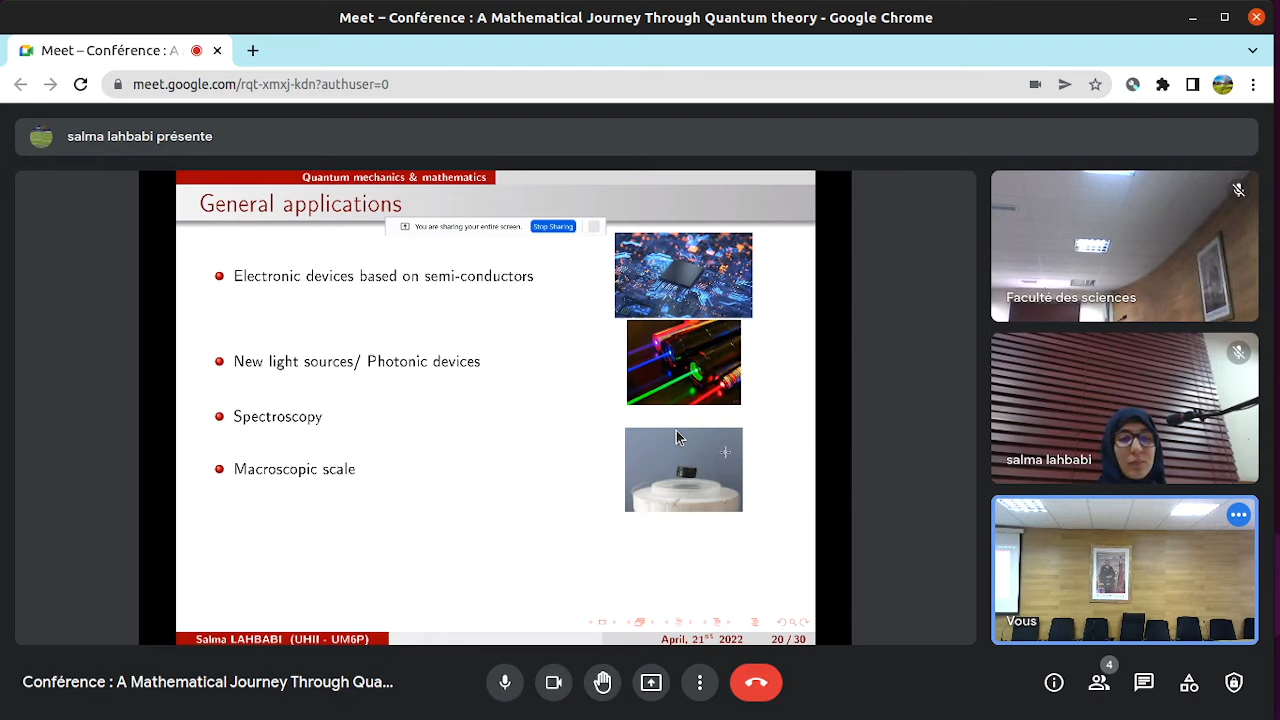 Meet – Conférence : A Mathematical Journey Through Quantum theory - Google Chrome
Meet – Conférence : A
meet.google.com/rqt-xmxj-kdn?authuser=0
salma lahbabi présente
Quantum mechanics & mathematics
General applications
You are sharing your entire screen. Stop Sharing
Electronic devices based on semi-conductors
New light sources/ Photonic devices
Spectroscopy
Macroscopic scale
Salma LAHBABI (UHII - UM6P) April, 21st 2022 20 / 30
Faculté des sciences
salma lahbabi
Vous
Conférence : A Mathematical Journey Through Qua...
4